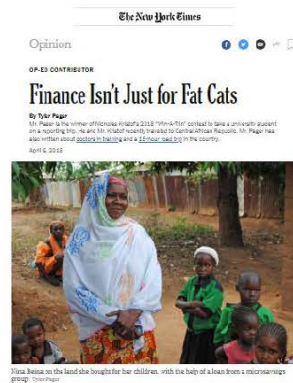 The New York Times
Opinion
OP-ED CONTRIBUTOR
Finance Isn't Just for Fat Cats
By Tyler Pager
Mr. Pager is the winner of Nicholas Kristof's 2018 "Win-A-Trip" contest to take a university student
on a reporting trip. He and Mr. Kristof recently traveled to Central African Republic. Mr. Pager has
also written about doctors in training and a 15-hour road trip in the country.
April 6, 2018
Nina Beina on the land she bought for her children, with the help of a loan from a microsavings
group Tyler Pager